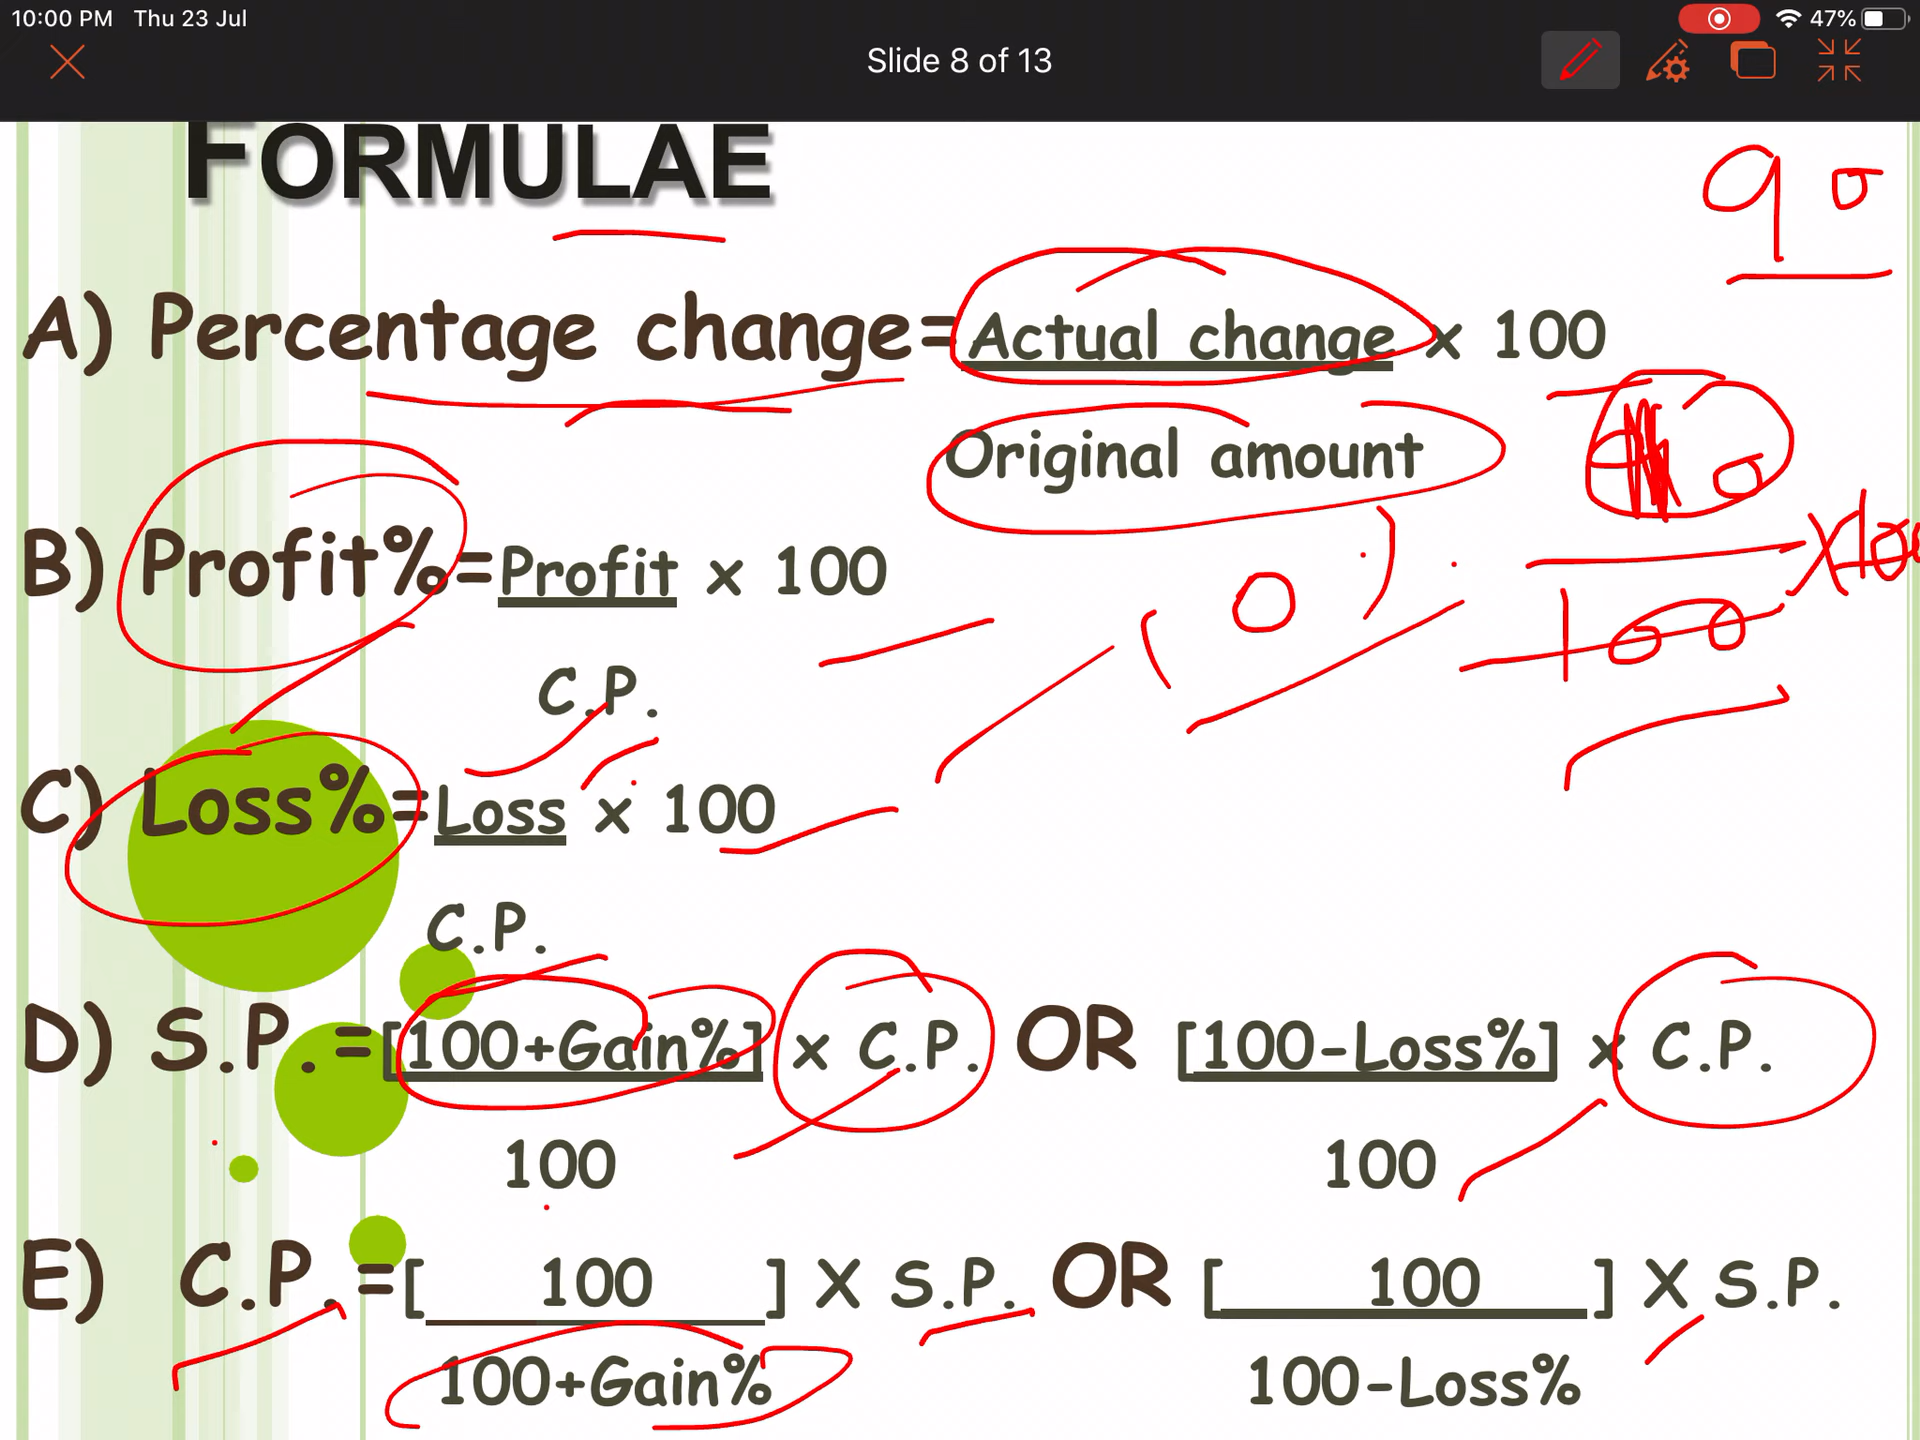 10:00 PM Thu 23 Jul
47%
Slide 8 of 13
FORMULAE
90
A) Percentage change=Actual change x 100
Original amount
B) Profit%=Profit x 100
C.P.
x100
100
C) Loss%=Loss x 100
C.P.
D) S.P.=[100+Gain%] x C.P. OR [100-Loss%] x C.P.
100 100
E) C.P.=[ 100 ] X S.P. OR [ 100 ] X S.P.
100+Gain% 100-Loss%